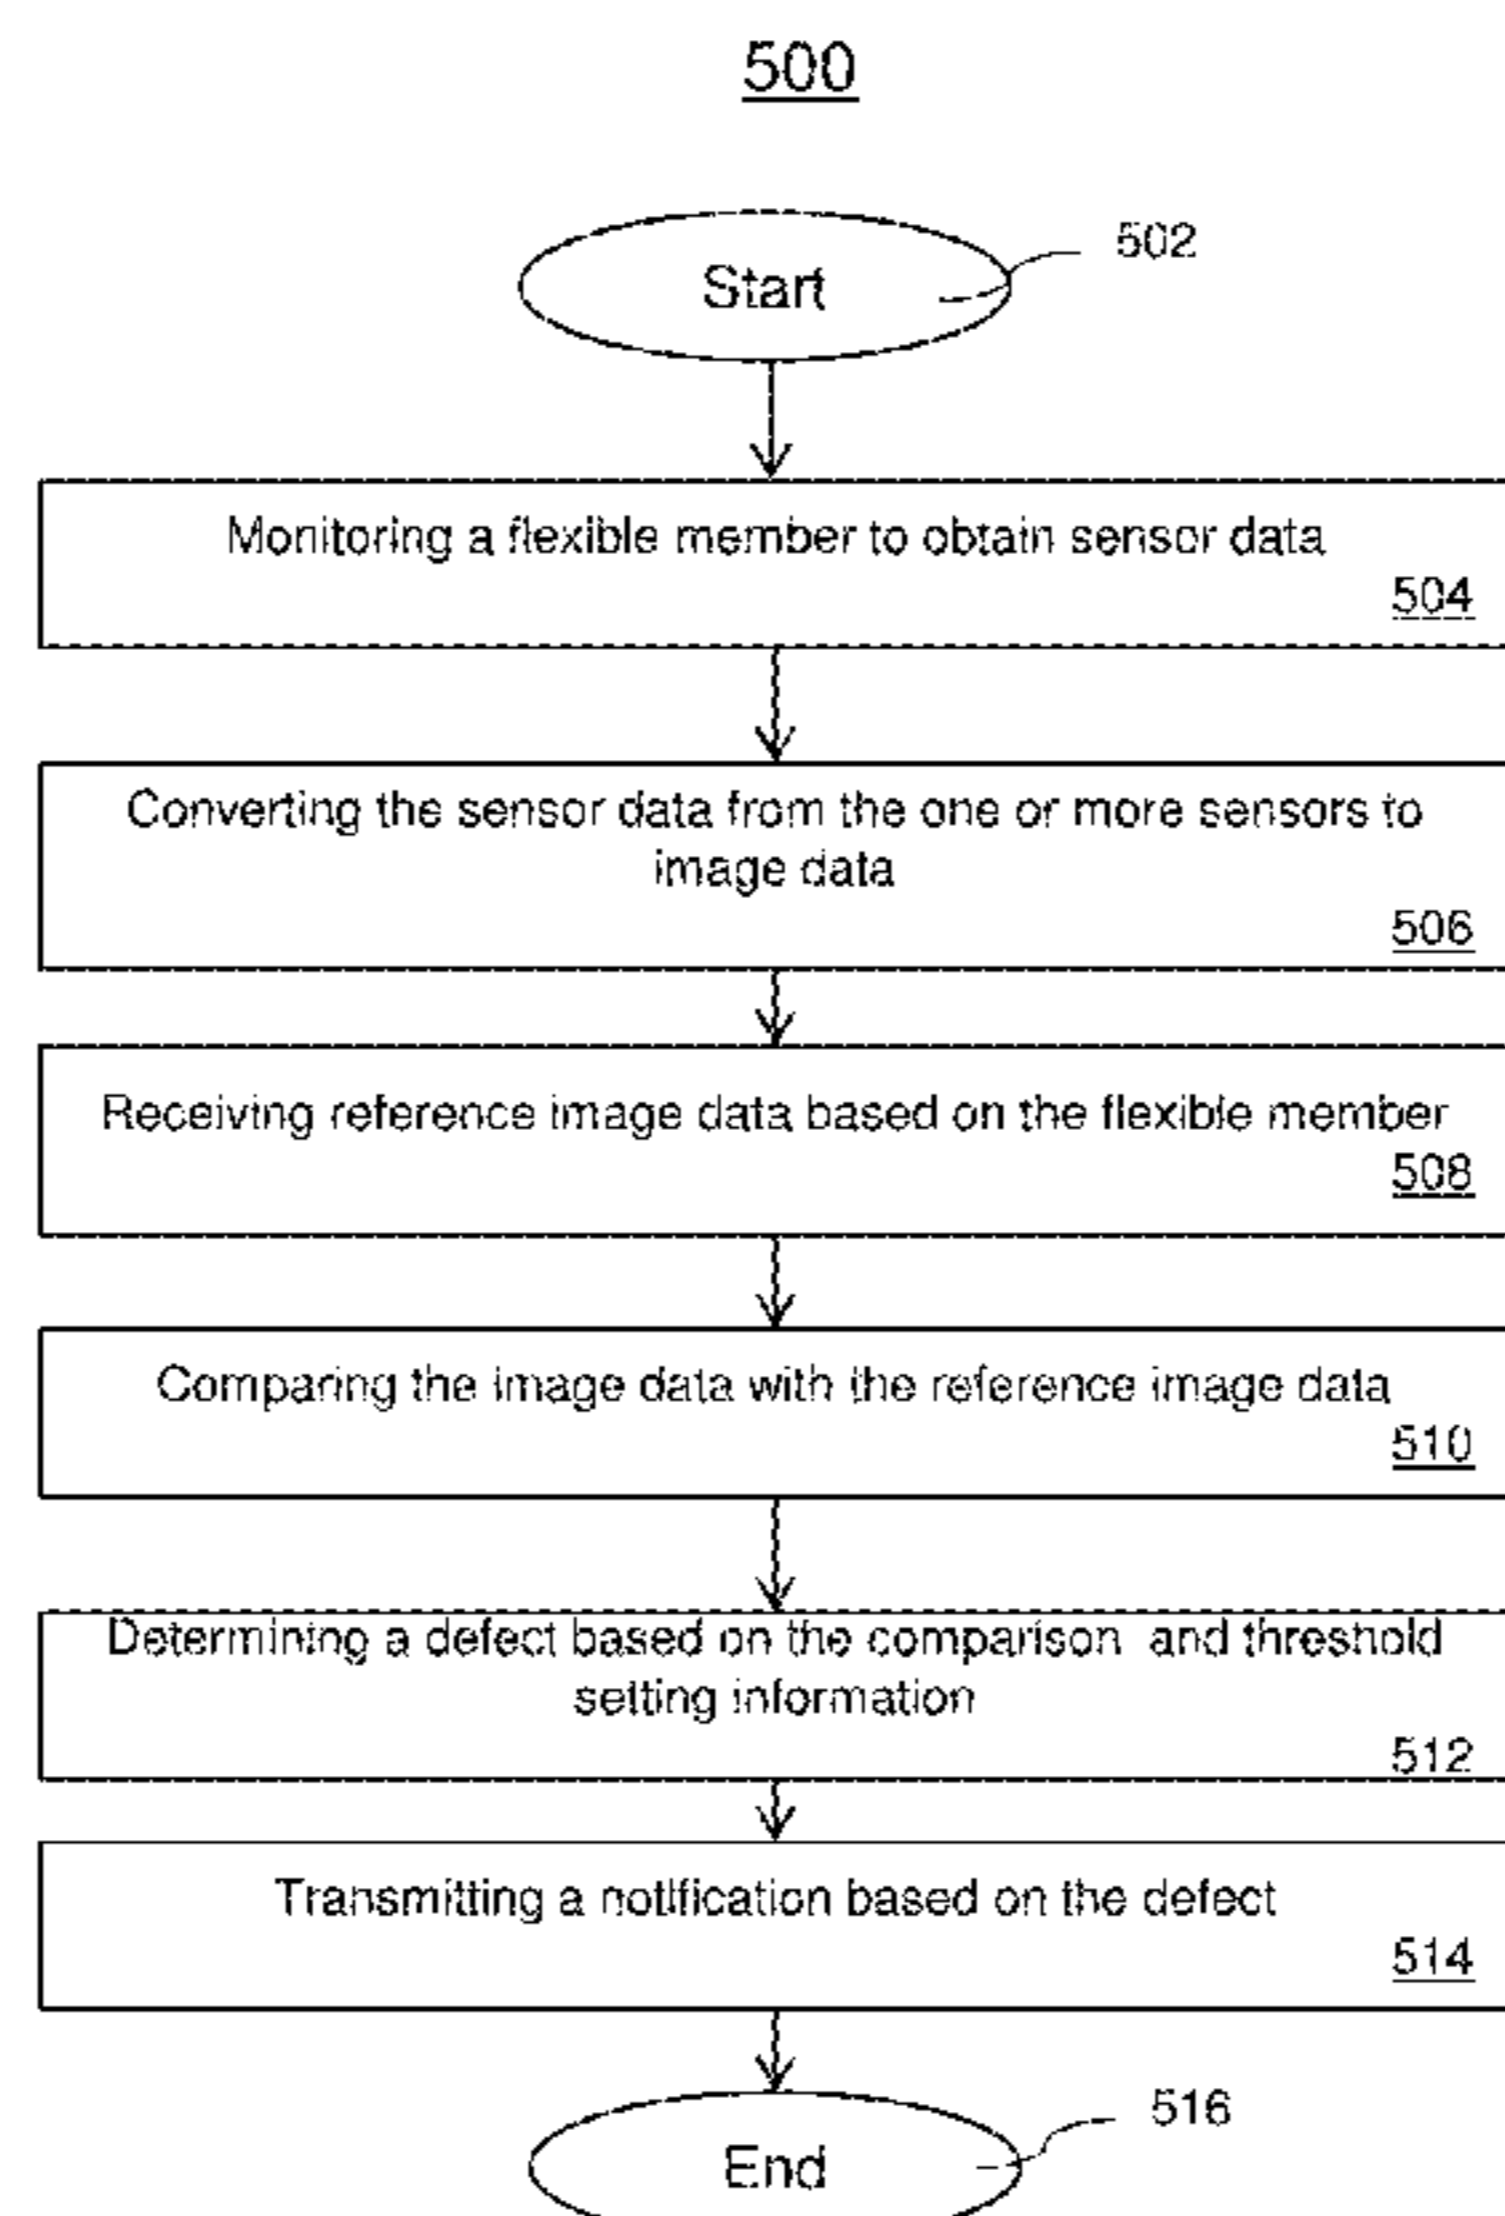 500
Start
502
Monitoring a flexible member to obtain sensor data
504
Converting the sensor data from the one or more sensors to
image data
506
Receiving reference image data based on the flexible member
508
Comparing the image data with the reference image data
510
Determining a defect based on the comparison and threshold
setting information
512
Transmitting a notification based on the defect
514
516
End